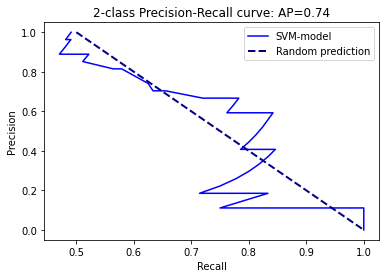 2-class Precision-Recall curve: AP=0.74
SVM-model
Random prediction
Precision
1.0
0.8
0.6
0.4
0.2
0.0
0.5
0.6
0.7
0.8
0.9
1.0
Recall